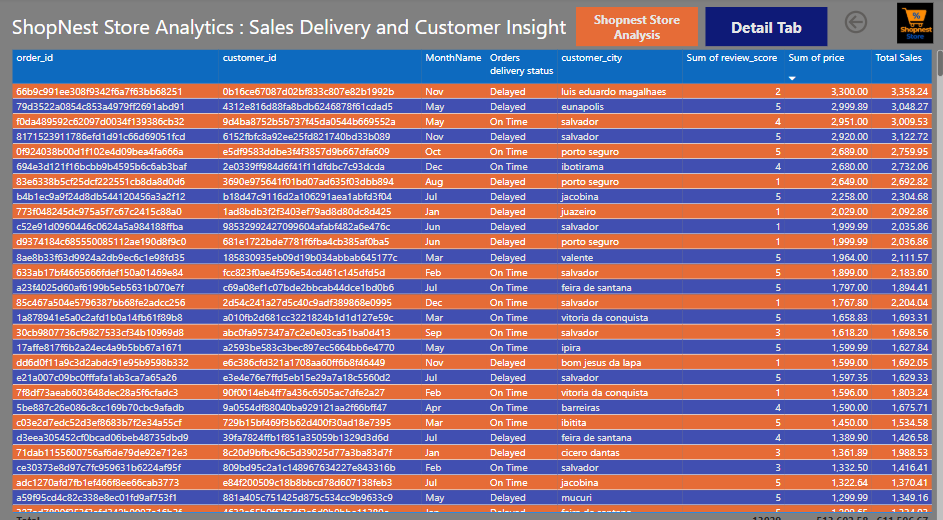 ShopNest Store Analytics : Sales Delivery and Customer Insight
Shopnest Store
Analysis
Detail Tab
Shopnest
Store
order_id customer_id MonthName Orders delivery status customer_city Sum of review_score Sum of price Total Sales
66b9c991ee308f9342f6a7f63bb68251 0b16ce67087d02bf833c807e82b1992b Nov Delayed luis eduardo magalhaes 2 3,300.00 3,358.24
79d3522a0854c853a4979ff2691abd91 4312e816d88fa8bdb6246878f61cdad5 May Delayed eunapolis 5 2,999.89 3,048.27
f0da489592c62097d0034f139386cb32 9d4ba8752b5b737f45da0544b669552a May On Time salvador 4 2,951.00 3,009.53
8171523911786efd1d91c66d69051fcd 6152fbfc8a92ee25fd821740bd33b089 Nov Delayed salvador 5 2,920.00 3,122.72
0f924038b00d1f102e4d09bea4fa666a e5df9583ddbe3f4f3857d9b667dfa609 Oct On Time porto seguro 5 2,689.00 2,759.95
694e3d121f16bcbb9b4595b6c6ab3baf 2e0339ff984d6f41f11dfdbc7c93dcda Dec On Time ibotirama 4 2,680.00 2,732.06
83e6338b5cf25dcf222551cb8da8d0d6 3690e975641f01bd07ad635f03dbb894 Aug Delayed porto seguro 1 2,649.00 2,692.82
b4b1ec9a9f24d8db544120456a3a2f12 b18d47c9116d2a106291aea1abfd3f04 Jul Delayed jacobina 5 2,258.00 2,304.68
773f048245dc975a5f7c67c2415c88a0 1ad8bdb3f2f3403ef79ad8d80dc8d425 Jan Delayed juazeiro 1 2,029.00 2,092.86
c52e91d0960446c0624a5a984188ffba 98532992427099604afabf482a6e476c Jun Delayed salvador 1 1,999.99 2,035.86
d9374184c685550085112ae190d8f9c0 681e1722bde7781f6fba4cb385af0ba5 Jun Delayed porto seguro 1 1,999.99 2,036.86
8ae8b33f63d9924a2db9ec6c1e98fd35 185830935eb09d19b034abbab645177c Mar Delayed valente 5 1,964.00 2,111.57
633ab17bf4665666fdef150a01469e84 fcc823f0ae4f596e54cd461c145dfd5d Feb On Time salvador 5 1,899.00 2,183.60
a23f4025d60af6199b5eb5631b070e7f c69a08ef1c07bde2bbcab44dce1bd0b6 Jul On Time feira de santana 5 1,797.00 1,894.41
85c467a504e5796387bb68fe2adcc256 2d54c241a27d5c40c9adf389868e0995 Dec On Time salvador 1 1,767.80 2,204.04
1a878941e5a0c2afd1b0a14fb61f89b8 a010fb2d681cc3221824b1d1d127e59c Mar On Time vitoria da conquista 5 1,658.83 1,693.31
30cb9807736cf9827533cf34b10969d8 abc0fa957347a7c2e0e03ca51ba0d413 Sep On Time salvador 3 1,618.20 1,698.56
17affe817f6b2a24ec4a9b5bb67a1671 a2593be583c3bec897ec5664bb6e4770 May On Time ipira 5 1,599.99 1,627.84
dd6d0f11a9c3d2abdc91e95b9598b332 e6c386cfd321a1708aa60ff6b8f46449 Nov Delayed bom jesus da lapa 1 1,599.00 1,692.05
e21a007c09bc0fffafa1ab3ca7a65a26 e3e4e76e7ffd5eb15e29a7a18c5560d2 Jul Delayed salvador 5 1,597.35 1,629.33
7f8df73aeab603648dec28a5f6cfadc3 90f0014eb4ff7a436c6505ac7dfe2a27 Feb On Time vitoria da conquista 1 1,596.00 1,803.24
5be887c26e086c8cc169b70cbc9afadb 9a0554df88040ba929121aa2f66bff47 Apr On Time barreiras 4 1,590.00 1,675.71
c03e2d7edc52d3ef8683b7f2e34a55cf 729b15bf469f3b62d400f30ad18e7395 Mar On Time ibitita 5 1,450.00 1,534.58
d3eea305452cf0bcad06beb48735dbd9 39fa7824ffb1f851a35059b1329d3d6d Jul Delayed feira de santana 4 1,389.90 1,426.58
71dab1155600756af6de79de92e712e3 8c20d9bfbc96c5d39025d77a3ba83d7f Jan Delayed cicero dantas 3 1,361.89 1,988.53
ce30373e8d97c7fc959631b6224af95f 809bd95c2a1c148967634227e843316b Feb On Time salvador 3 1,332.50 1,416.41
adc1270afd7fb1ef466f8ee66cab3773 e84f200509c18b8bbcd78d607138feb3 Jul On Time jacobina 5 1,322.64 1,370.41
a59f95cd4c82c338e8ec01fd9af753f1 881a405c751425d875c534cc9b9633c9 May Delayed mucuri 5 1,299.99 1,349.16